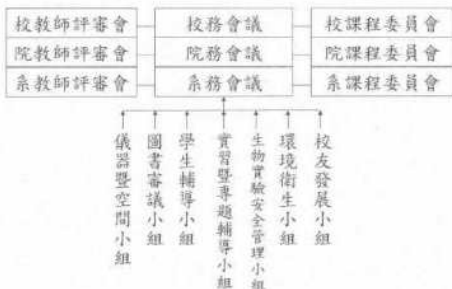 校教師評審會 校務會議 校課程委員會
院教師評審會 院務會議 院課程委員會
系教師評審會 系務會議 系課程委員會
儀器暨空間小組
圖書審議小組
學生輔導小組
實習暨專題輔導小組
生物實驗安全管理小組
環境衛生小組
校友發展小組